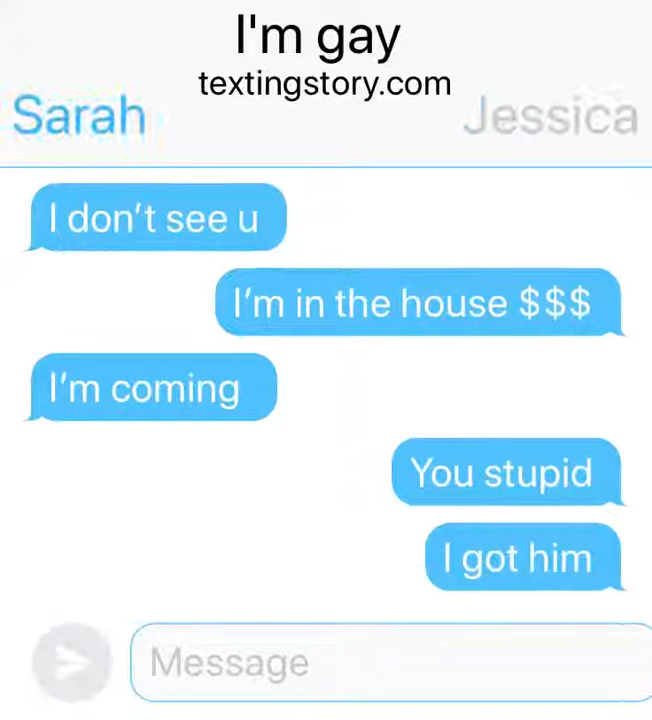 I'm gay
textingstory.com
Sarah Jessica
I don't see u
I'm in the house $$$
I'm coming
You stupid
I got him
Message